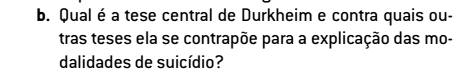 b. Qual é a tese central de Durkheim e contra quais ou-
tras teses ela se contrapõe para a explicação das mo-
dalidades de suicídio?